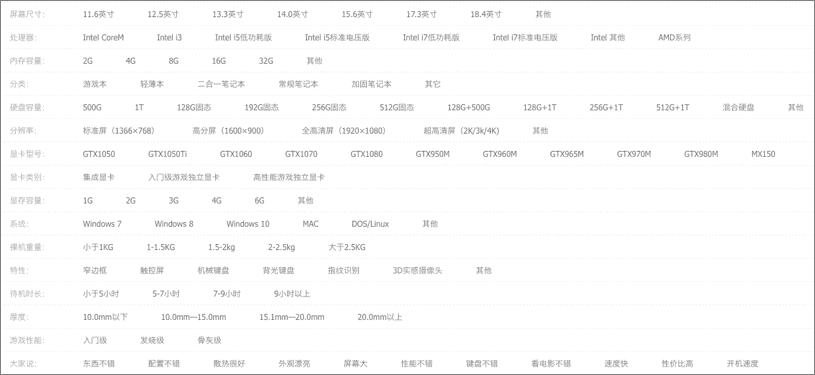 屏幕尺寸: 11.6英寸 12.5英寸 13.3英寸 14.0英寸 15.6英寸 17.3英寸 18.4英寸 其他
处理器: Intel CoreM Intel i3 Intel i5低功耗版 Intel i5标准电压版 Intel i7低功耗版 Intel i7标准电压版 Intel 其他 AMD系列
内存容量: 2G 4G 8G 16G 32G 其他
分类: 游戏本 轻薄本 二合一笔记本 常规笔记本 加固笔记本 其它
硬盘容量: 500G 1T 128G固态 192G固态 256G固态 512G固态 128G+500G 128G+1T 256G+1T 512G+1T 混合硬盘 其他
分辨率: 标准屏（1366×768） 高分屏（1600×900） 全高清屏（1920×1080） 超高清屏（2K/3k/4K) 其他
显卡型号: GTX1050 GTX1050Ti GTX1060 GTX1070 GTX1080 GTX950M GTX960M GTX965M GTX970M GTX980M MX150
显卡类别: 集成显卡 入门级游戏独立显卡 高性能游戏独立显卡
显存容量: 1G 2G 3G 4G 6G 其他
系统: Windows 7 Windows 8 Windows 10 MAC DOS/Linux 其他
裸机重量: 小于1KG 1-1.5KG 1.5-2kg 2-2.5kg 大于2.5KG
特性: 窄边框 触控屏 机械键盘 背光键盘 指纹识别 3D实感摄像头 其他
待机时长: 小于5小时 5-7小时 7-9小时 9小时以上
厚度: 10.0mm以下 10.0mm—15.0mm 15.1mm—20.0mm 20.0mm以上
游戏性能: 入门级 发烧级 骨灰级
大家说: 东西不错 配置不错 散热很好 外观漂亮 屏幕大 性能不错 键盘不错 看电影不错 速度快 性价比高 开机速度